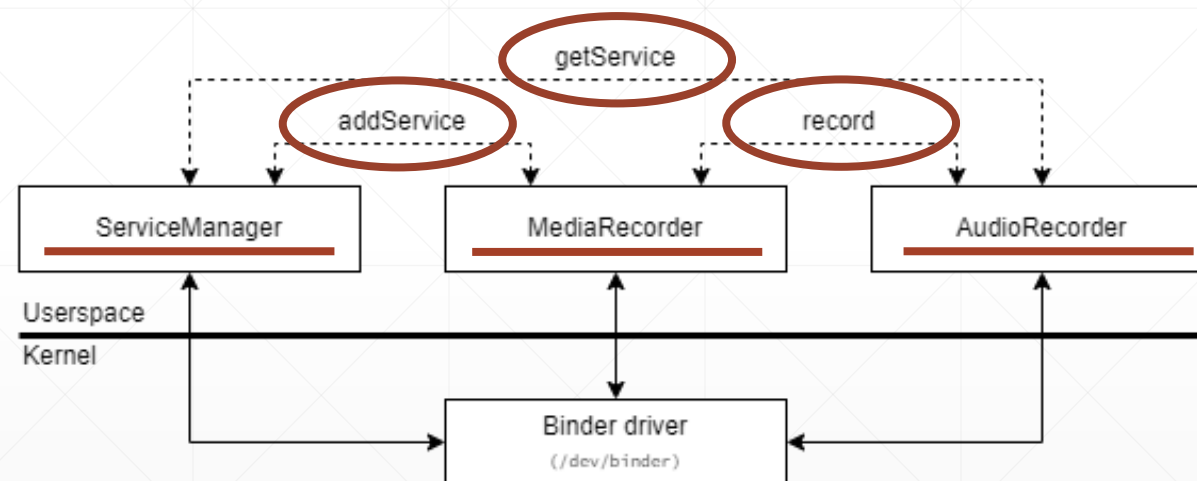 getService
addService
record
ServiceManager
MediaRecorder
AudioRecorder
Userspace
Kernel
Binder driver
(/dev/binder)